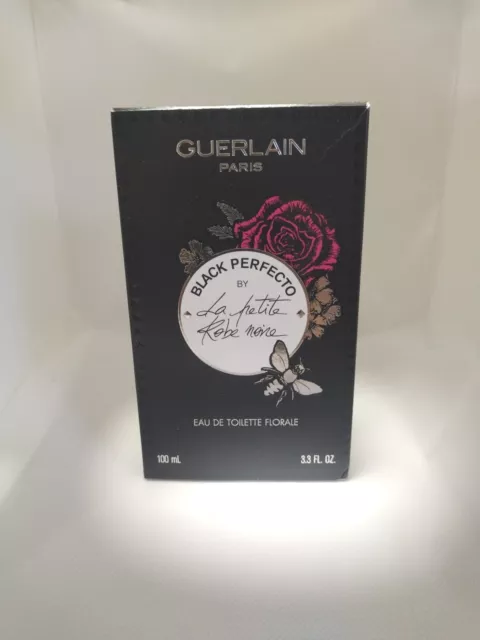 GUERLAIN
PARIS
BLACK PERFECTO
BY
La petite
Robe noire
EAU DE TOILETTE FLORALE
100 mL 3.3 FL. OZ.